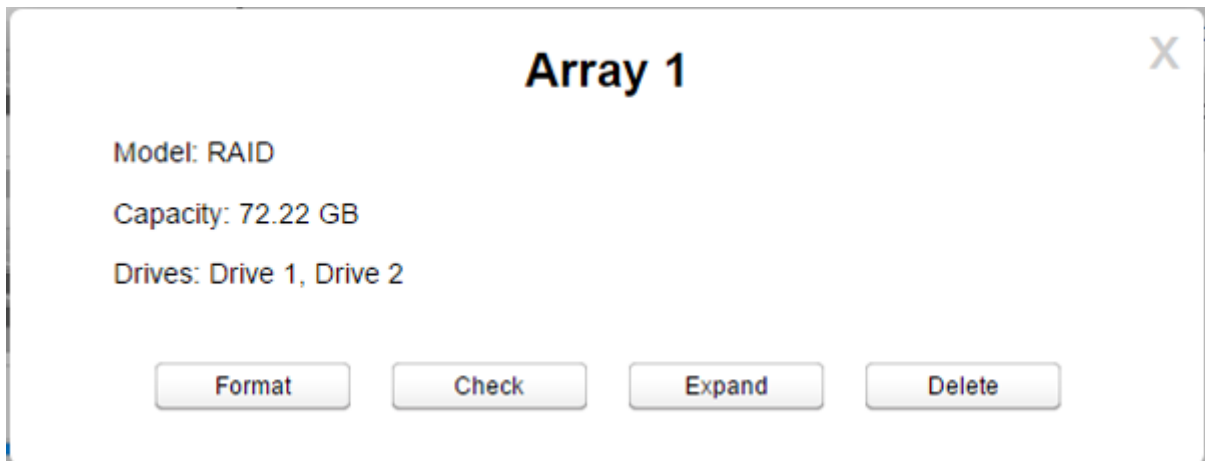 Array 1
X
Model: RAID
Capacity: 72.22 GB
Drives: Drive 1, Drive 2
Format Check Expand Delete